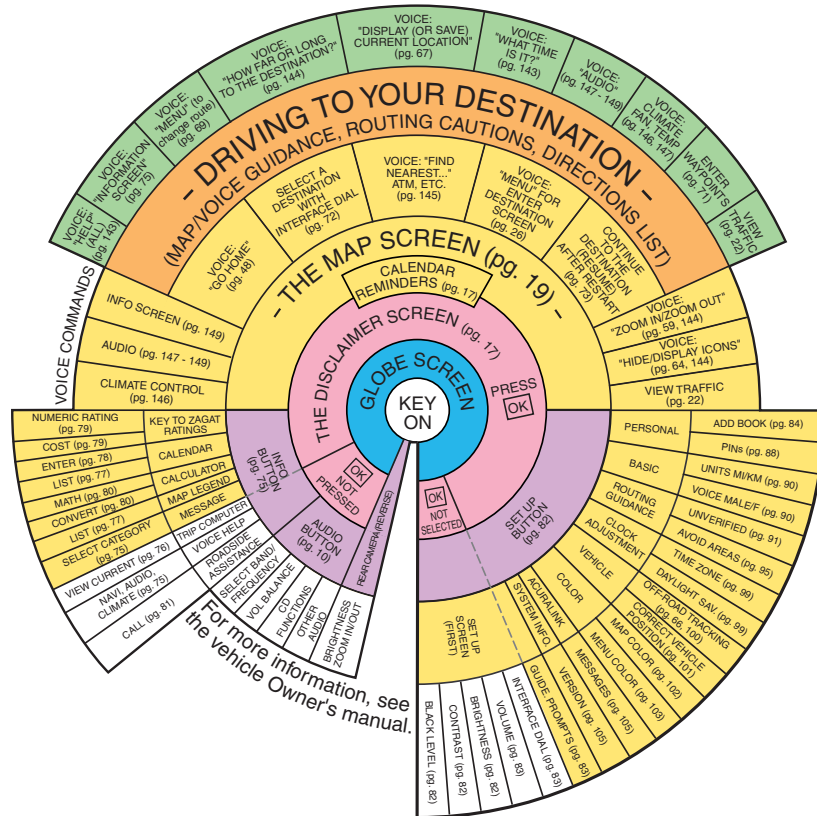 VOICE:
"HELP"
(ALL)
(pg. 143)
VOICE:
"INFORMATION
SCREEN"
(pg. 75)
VOICE:
"MENU" (to
change route)
(pg. 69)
VOICE:
"HOW FAR OR LONG
TO THE DESTINATION?"
(pg. 144)
VOICE:
"DISPLAY (OR SAVE)
CURRENT LOCATION"
(pg. 67)
VOICE:
"WHAT TIME
IS IT?"
(pg. 143)
VOICE:
"AUDIO"
(pg. 147 - 149)
VOICE:
CLIMATE
FAN, TEMP
(pg. 146, 147)
ENTER
WAYPOINTS
(pg. 71)
VIEW
TRAFFIC
(pg. 22)
- DRIVING TO YOUR DESTINATION -
(MAP/VOICE GUIDANCE, ROUTING CAUTIONS, DIRECTIONS LIST)
VOICE:
"GO HOME"
(pg. 48)
SELECT A
DESTINATION
WITH
INTERFACE DIAL
(pg. 72)
VOICE: "FIND
NEAREST..."
ATM, ETC.
(pg. 145)
VOICE:
"MENU" FOR
ENTER
DESTINATION
SCREEN
(pg. 26)
CONTINUE
TO THE
DESTINATION
(RESUME)
AFTER RESTART
(pg. 73)
- THE MAP SCREEN (pg. 19) -
CALENDAR
REMINDERS (pg. 17)
VOICE COMMANDS
INFO SCREEN (pg. 149)
AUDIO (pg. 147 - 149)
CLIMATE CONTROL
(pg. 146)
VOICE:
"ZOOM IN/ZOOM OUT"
(pg. 59, 144)
VOICE:
"HIDE/DISPLAY ICONS"
(pg. 64, 144)
VIEW TRAFFIC
(pg. 22)
THE DISCLAIMER SCREEN (pg. 17)
PRESS
OK
GLOBE SCREEN
KEY
ON
OK
NOT
PRESSED
OK
NOT
SELECTED
INFO
BUTTON
(pg. 75)
AUDIO
BUTTON
(pg. 10)
REAR CAMERA (REVERSE)
SET UP
BUTTON
(pg. 82)
NUMERIC RATING
(pg. 79)
COST (pg. 79)
ENTER (pg. 78)
LIST (pg. 77)
MATH (pg. 80)
CONVERT (pg. 80)
LIST (pg. 77)
SELECT CATEGORY
(pg. 75)
VIEW CURRENT (pg. 76)
NAVI, AUDIO,
CLIMATE (pg. 75)
CALL (pg. 81)
KEY TO ZAGAT
RATINGS
CALENDAR
CALCULATOR
MAP LEGEND
MESSAGE
TRIP COMPUTER
VOICE HELP
ROADSIDE
ASSISTANCE
SELECT BAND/
FREQUENCY
VOL BALANCE
CD
FUNCTIONS
OTHER
AUDIO
BRIGHTNESS
ZOOM IN/OUT
For more information, see
the vehicle Owner's manual.
PERSONAL
BASIC
ROUTING
GUIDANCE
CLOCK
ADJUSTMENT
VEHICLE
COLOR
ACURALINK
SYSTEM INFO.
SET UP
SCREEN
(FIRST)
ADD BOOK (pg. 84)
PINs (pg. 88)
UNITS MI/KM (pg. 90)
VOICE MALE/F (pg. 90)
UNVERIFIED (pg. 91)
AVOID AREAS (pg. 95)
TIME ZONE (pg. 99)
DAYLIGHT SAV. (pg. 99)
OFF-ROAD TRACKING
(pg. 66, 100)
CORRECT VEHICLE
POSITION (pg. 101)
MAP COLOR (pg. 102)
MENU COLOR (pg. 103)
MESSAGES (pg. 105)
VERSION (pg. 105)
GUIDE. PROMPTS (pg. 83)
INTERFACE DIAL (pg. 83)
VOLUME (pg. 83)
BRIGHTNESS (pg. 82)
CONTRAST (pg. 82)
BLACK LEVEL (pg. 82)